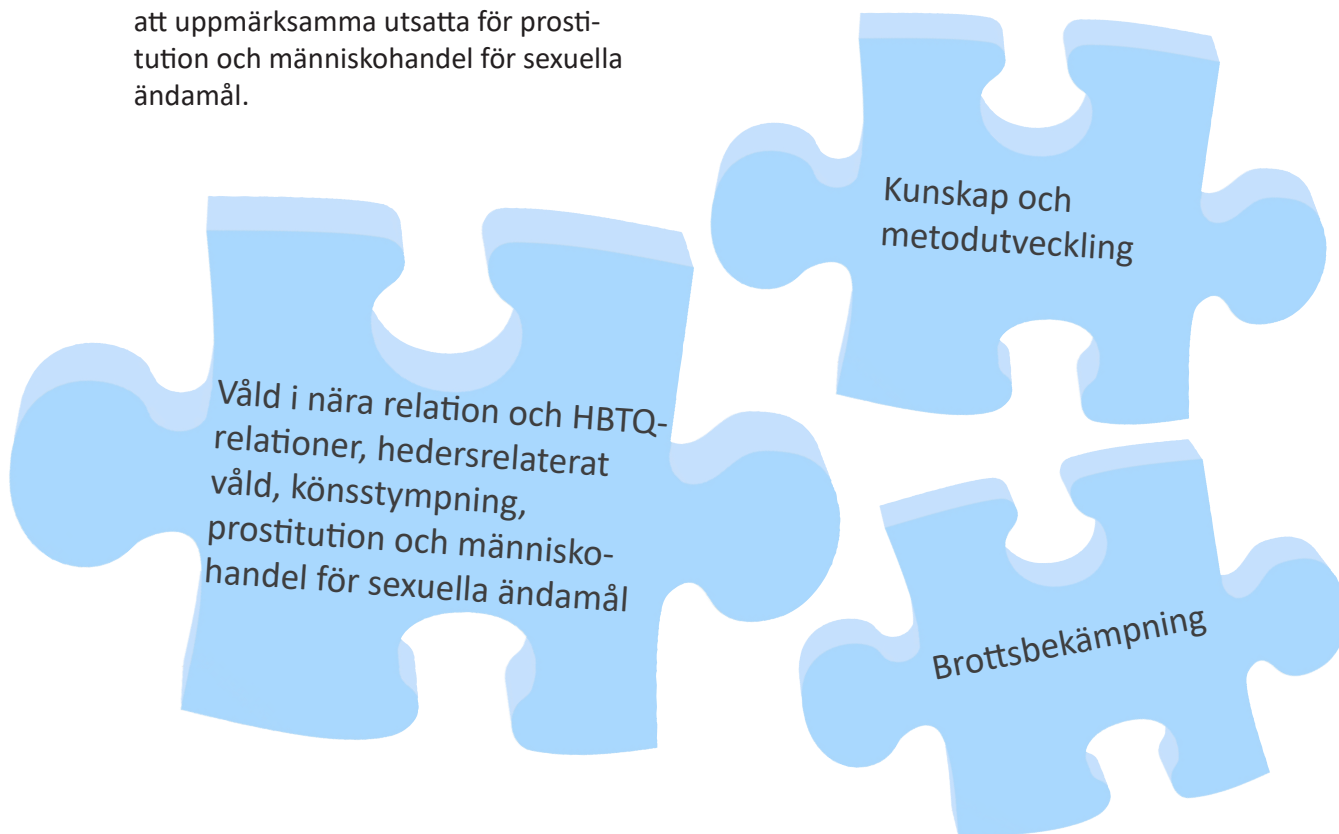 att uppmärksamma utsatta för prosti-
tution och människohandel för sexuella
ändamål.
Kunskap och
metodutveckling
Våld i nära relation och HBTQ-
relationer, hedersrelaterat
våld, könsstympning,
prostitution och människo-
handel för sexuella ändamål
Brottsbekämpning